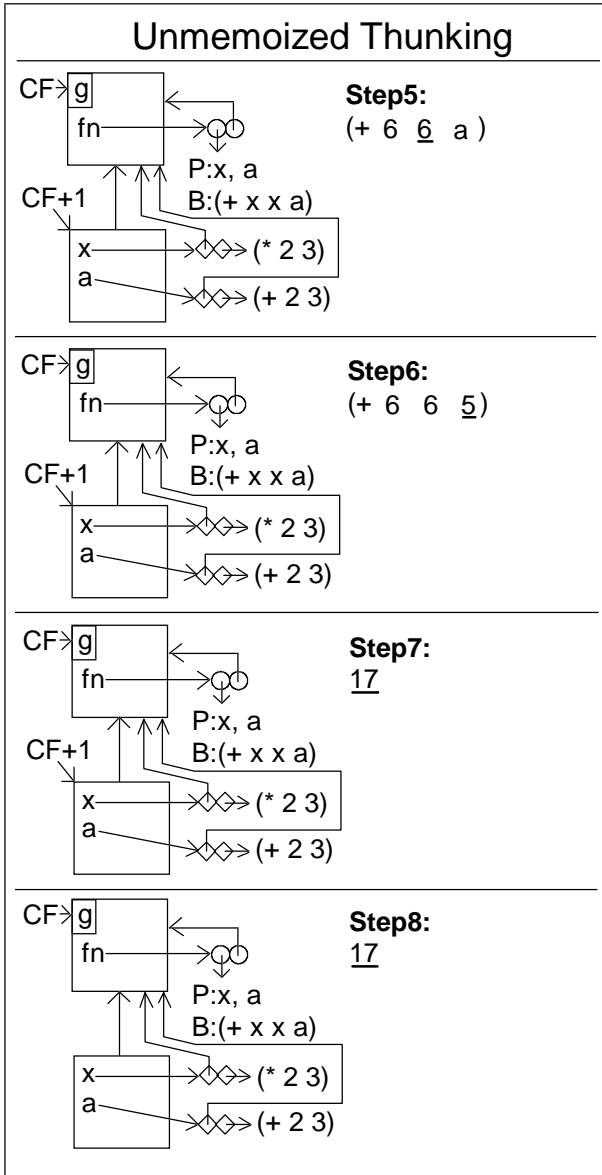 Unmemoized Thunking
CF g
fn
P:x, a
B:(+ x x a)
CF+1
x (* 2 3)
a (+ 2 3)
Step5:
(+ 6 6 a )
CF g
fn
P:x, a
B:(+ x x a)
CF+1
x (* 2 3)
a (+ 2 3)
Step6:
(+ 6 6 5)
CF g
fn
P:x, a
B:(+ x x a)
CF+1
x (* 2 3)
a (+ 2 3)
Step7:
17
CF g
fn
P:x, a
B:(+ x x a)
x (* 2 3)
a (+ 2 3)
Step8:
17